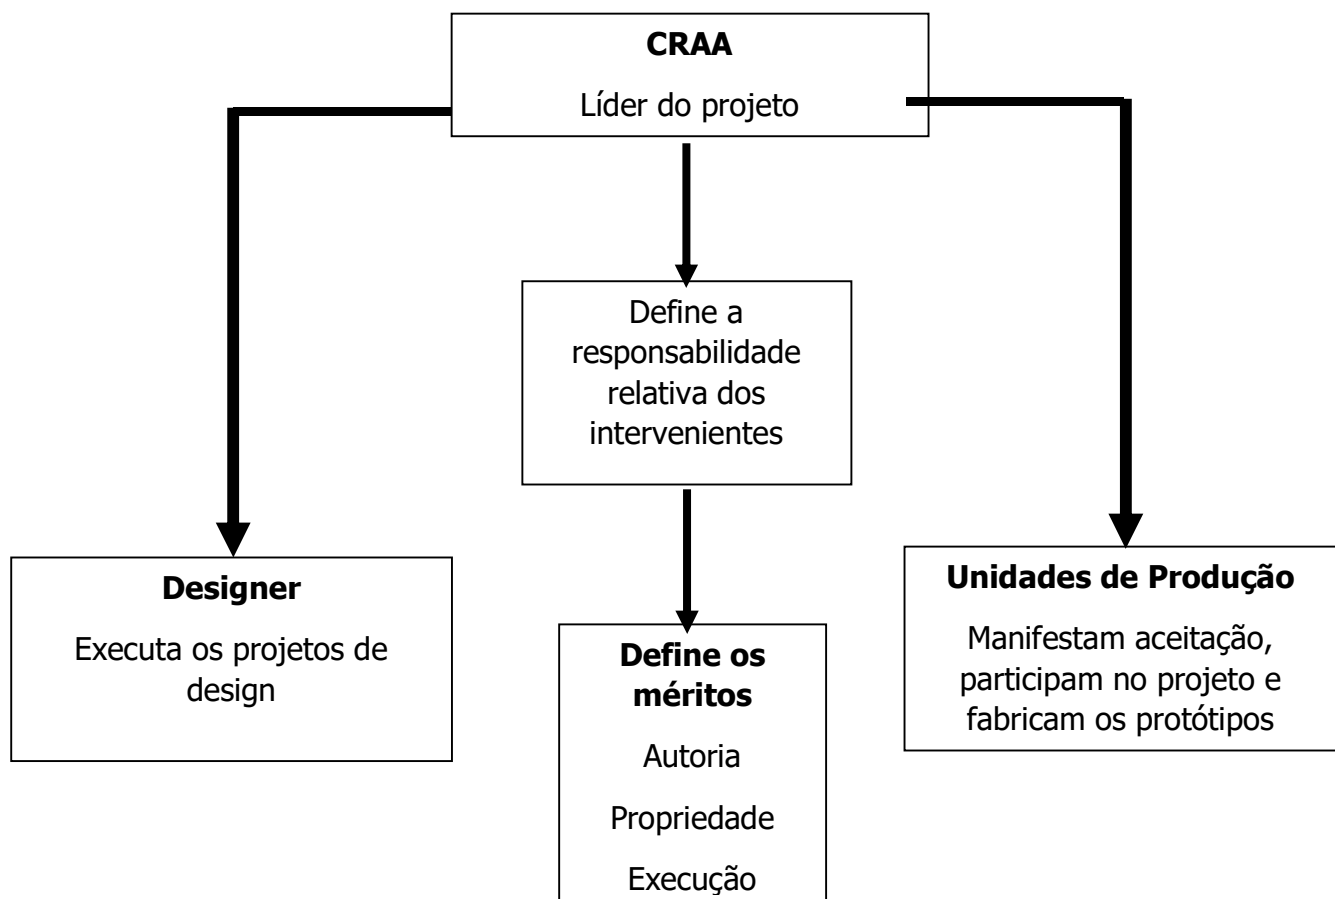 CRAA
Líder do projeto
Define a
responsabilidade
relativa dos
intervenientes
Designer
Executa os projetos de
design
Define os
méritos
Autoria
Propriedade
Execução
Unidades de Produção
Manifestam aceitação,
participam no projeto e
fabricam os protótipos